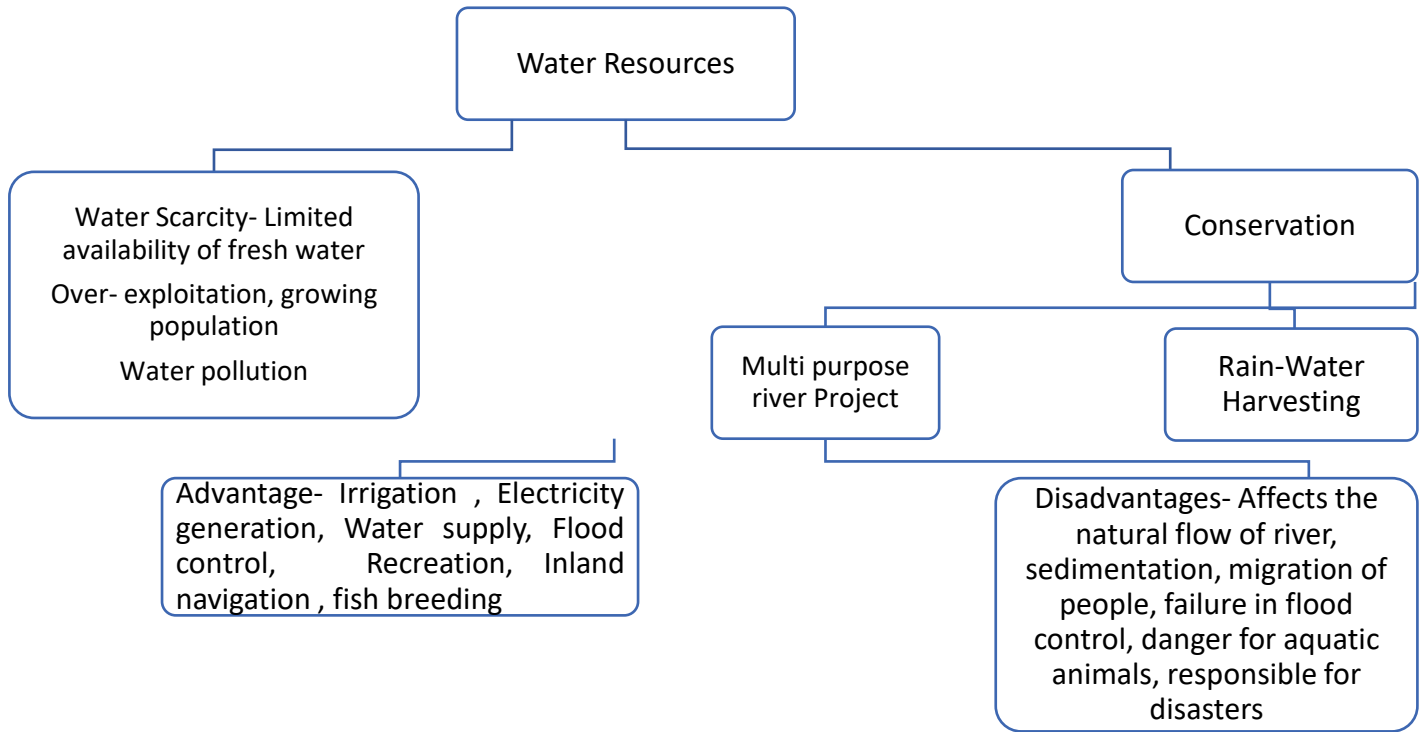 Water Resources
Water Scarcity- Limited
availability of fresh water
Over- exploitation, growing
population
Water pollution
Conservation
Multi purpose
river Project
Rain-Water
Harvesting
Advantage- Irrigation , Electricity
generation, Water supply, Flood
control, Recreation, Inland
navigation , fish breeding
Disadvantages- Affects the
natural flow of river,
sedimentation, migration of
people, failure in flood
control, danger for aquatic
animals, responsible for
disasters